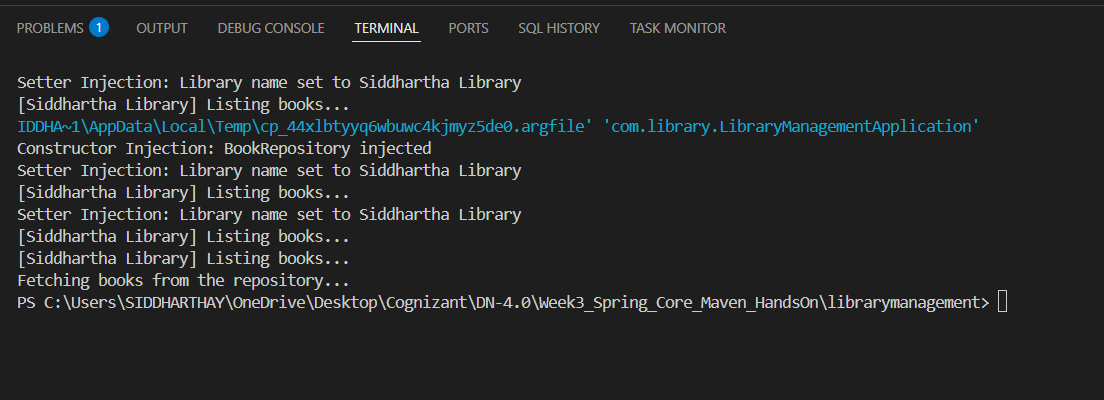 PROBLEMS 1 OUTPUT DEBUG CONSOLE TERMINAL PORTS SQL HISTORY TASK MONITOR
Setter Injection: Library name set to Siddhartha Library
[Siddhartha Library] Listing books...
IDDHA~1\AppData\Local\Temp\cp_44xlbtyyq6wbuwc4kjmyz5de0.argfile' 'com.library.LibraryManagementApplication'
Constructor Injection: BookRepository injected
Setter Injection: Library name set to Siddhartha Library
[Siddhartha Library] Listing books...
Setter Injection: Library name set to Siddhartha Library
[Siddhartha Library] Listing books...
[Siddhartha Library] Listing books...
Fetching books from the repository...
PS C:\Users\SIDDHARTHAY\OneDrive\Desktop\Cognizant\DN-4.0\Week3_Spring_Core_Maven_HandsOn\librarymanagement>